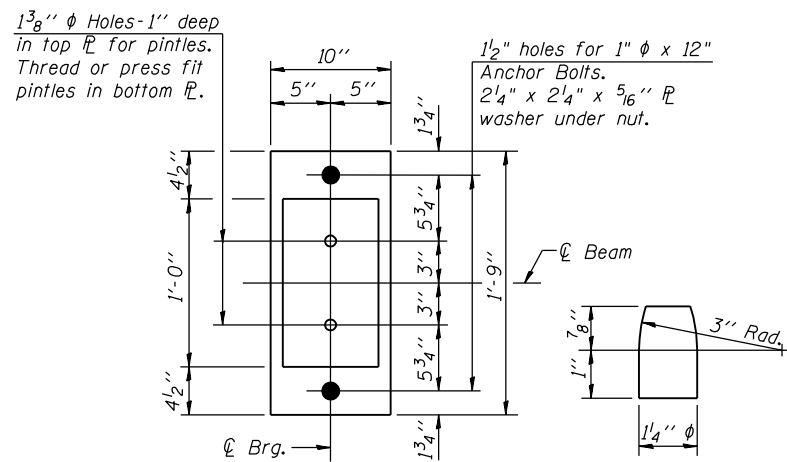 1 3/8'' ϕ Holes-1'' deep
in top ℞ for pintles.
Thread or press fit
pintles in bottom ℞.
10''
5'' 5''
1 1/2" holes for 1" ϕ x 12"
Anchor Bolts.
2 1/4" x 2 1/4" x 5/16'' ℞
washer under nut.
1 3/4''
4 1/2''
5 3/4''
3''
1'-0''
1'-9''
℄ Beam
3''
5 3/4''
4 1/2''
1 3/4''
℄ Brg.
7/8''
3'' Rad.
1''
1 1/4'' ϕ